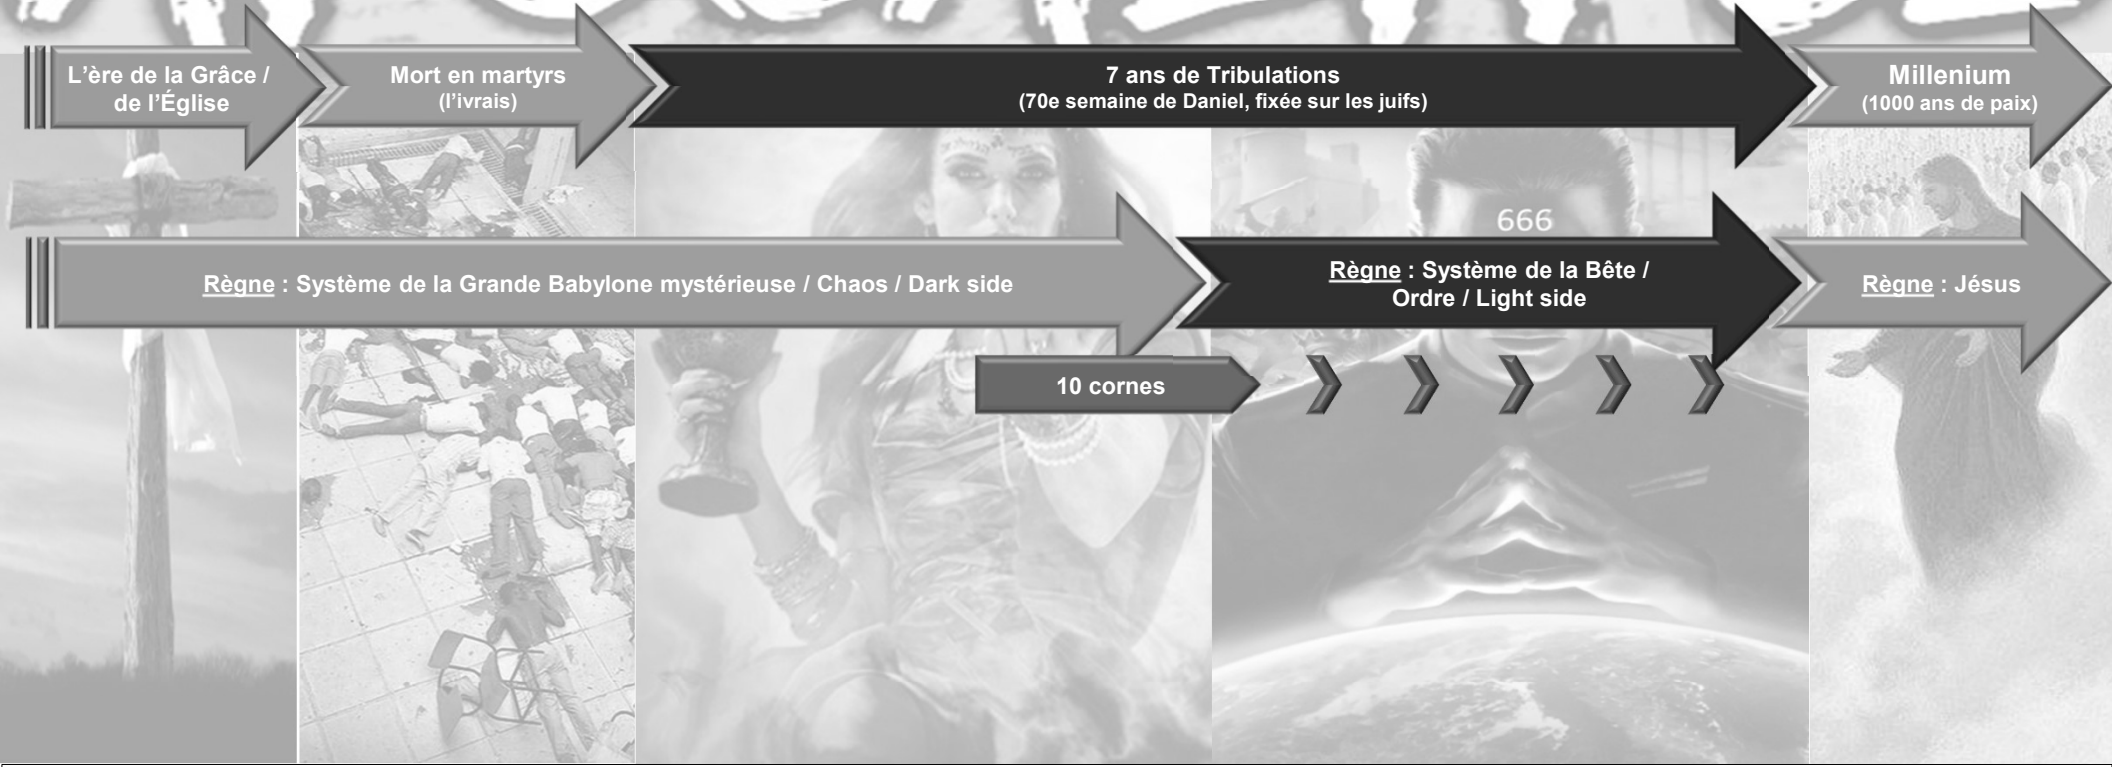 L'ère de la Grâce /
de l'Église
Mort en martyrs
(l'ivrais)
7 ans de Tribulations
(70e semaine de Daniel, fixée sur les juifs)
Millenium
(1000 ans de paix)
666
Règne : Système de la Grande Babylone mystérieuse / Chaos / Dark side
Règne : Système de la Bête /
Ordre / Light side
Règne : Jésus
10 cornes